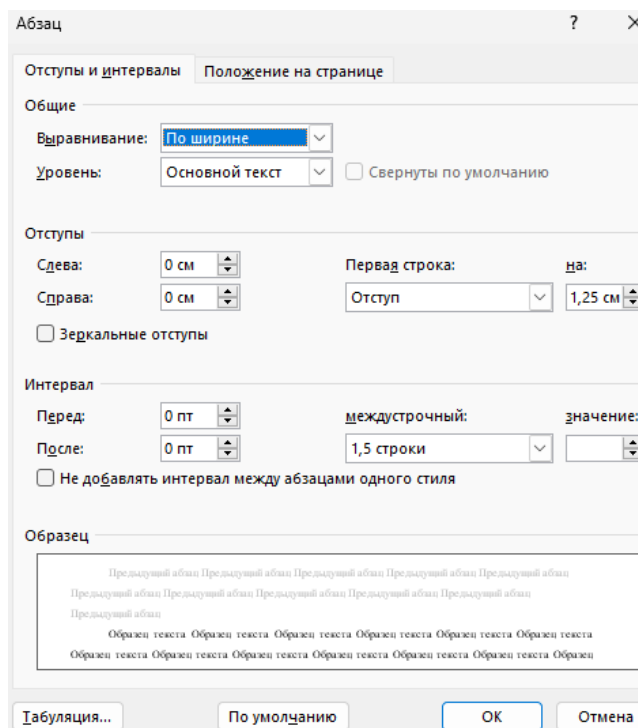 Абзац ? ×
Отступы и интервалы Положение на странице
Общие
Выравнивание: По ширине
Уровень: Основной текст Свернуты по умолчанию
Отступы
Слева: 0 см Первая строка: на:
Справа: 0 см Отступ 1,25 см
Зеркальные отступы
Интервал
Перед: 0 пт междустрочный: значение:
После: 0 пт 1,5 строки
Не добавлять интервал между абзацами одного стиля
Образец
Предыдущий абзац Предыдущий абзац Предыдущий абзац Предыдущий абзац Предыдущий абзац
Предыдущий абзац Предыдущий абзац Предыдущий абзац Предыдущий абзац Предыдущий абзац
Предыдущий абзац
Образец текста Образец текста Образец текста Образец текста Образец текста Образец текста
Образец текста Образец текста Образец текста Образец текста Образец текста Образец
Табуляция... По умолчанию ОК Отмена